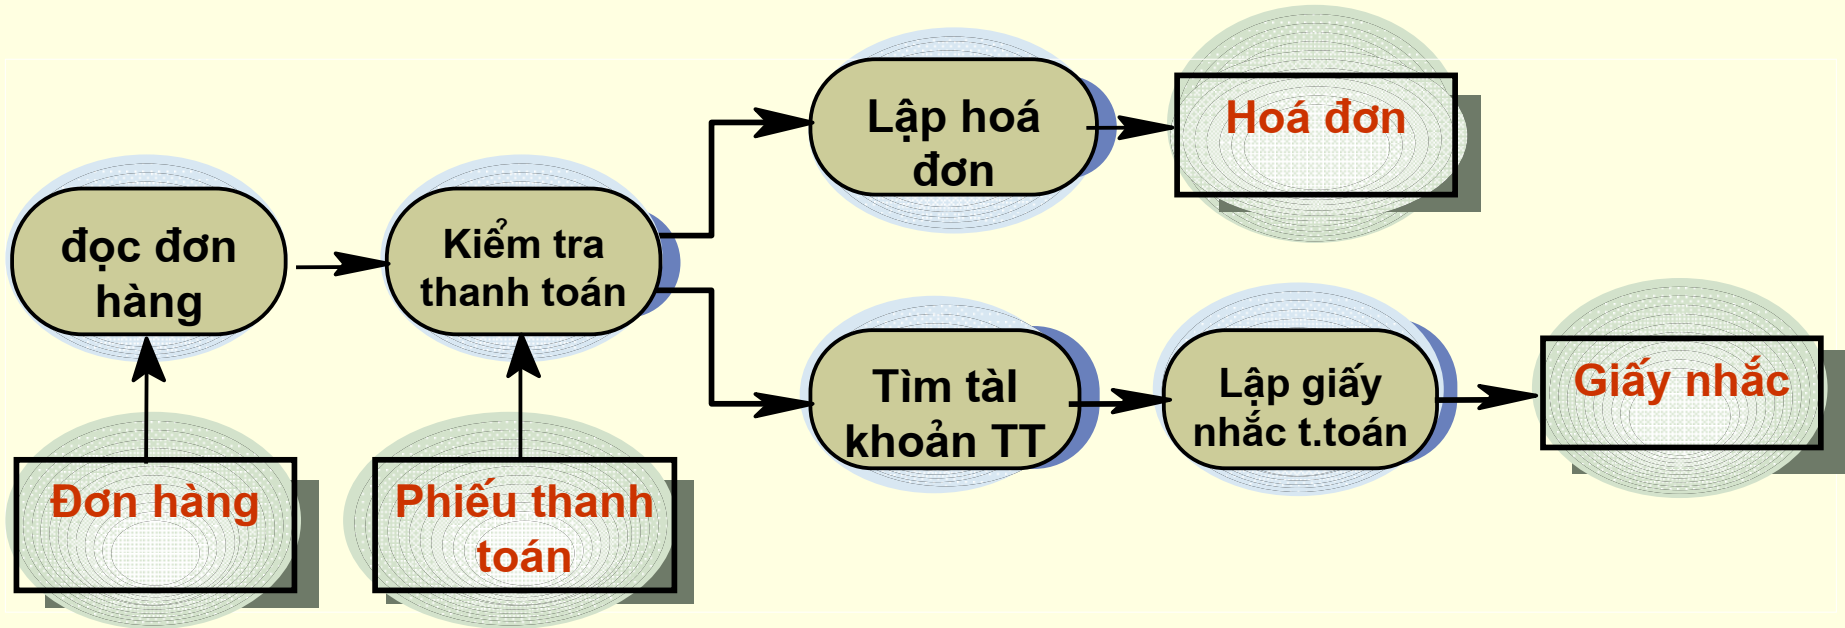 Lập hoá
đơn
Hoá đơn
đọc đơn
hàng
Kiểm tra
thanh toán
Tìm tàl
khoản TT
Lập giấy
nhắc t.toán
Giấy nhắc
Đơn hàng
Phiếu thanh
toán